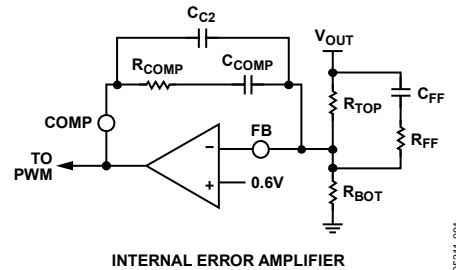 CC2
VOUT
RCOMP
CCOMP
CFF
RTOP
COMP
FB
RFF
TO
PWM
−
+
0.6V
RBOT
INTERNAL ERROR AMPLIFIER